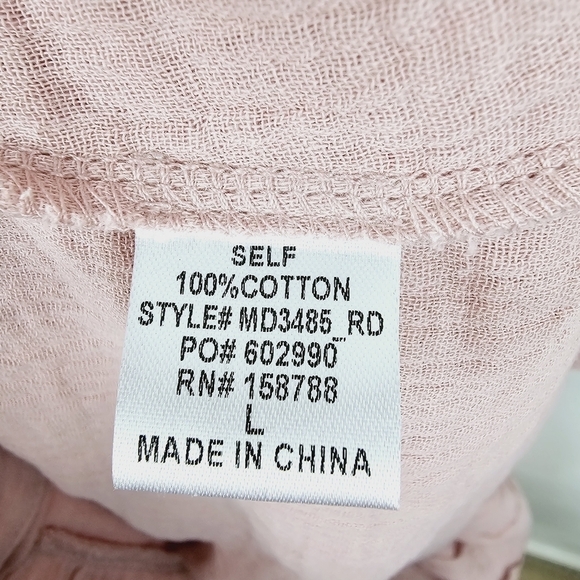 SELF
100%COTTON
STYLE# MD3485_RD
PO# 602990
RN# 158788
L
MADE IN CHINA